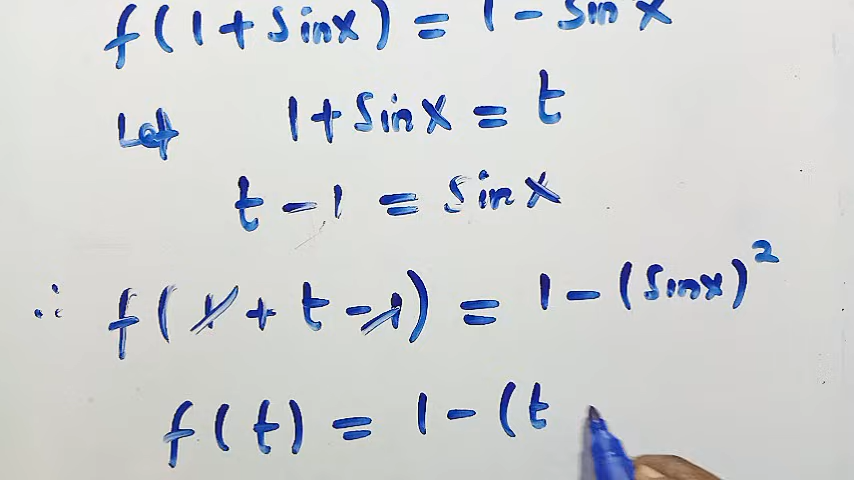 f(1+sinx) = 1-sin x
Let 1+sinx = t
t-1 = sinx
∴ f(1+t-1) = 1-(sinx)²
f(t) = 1-(t